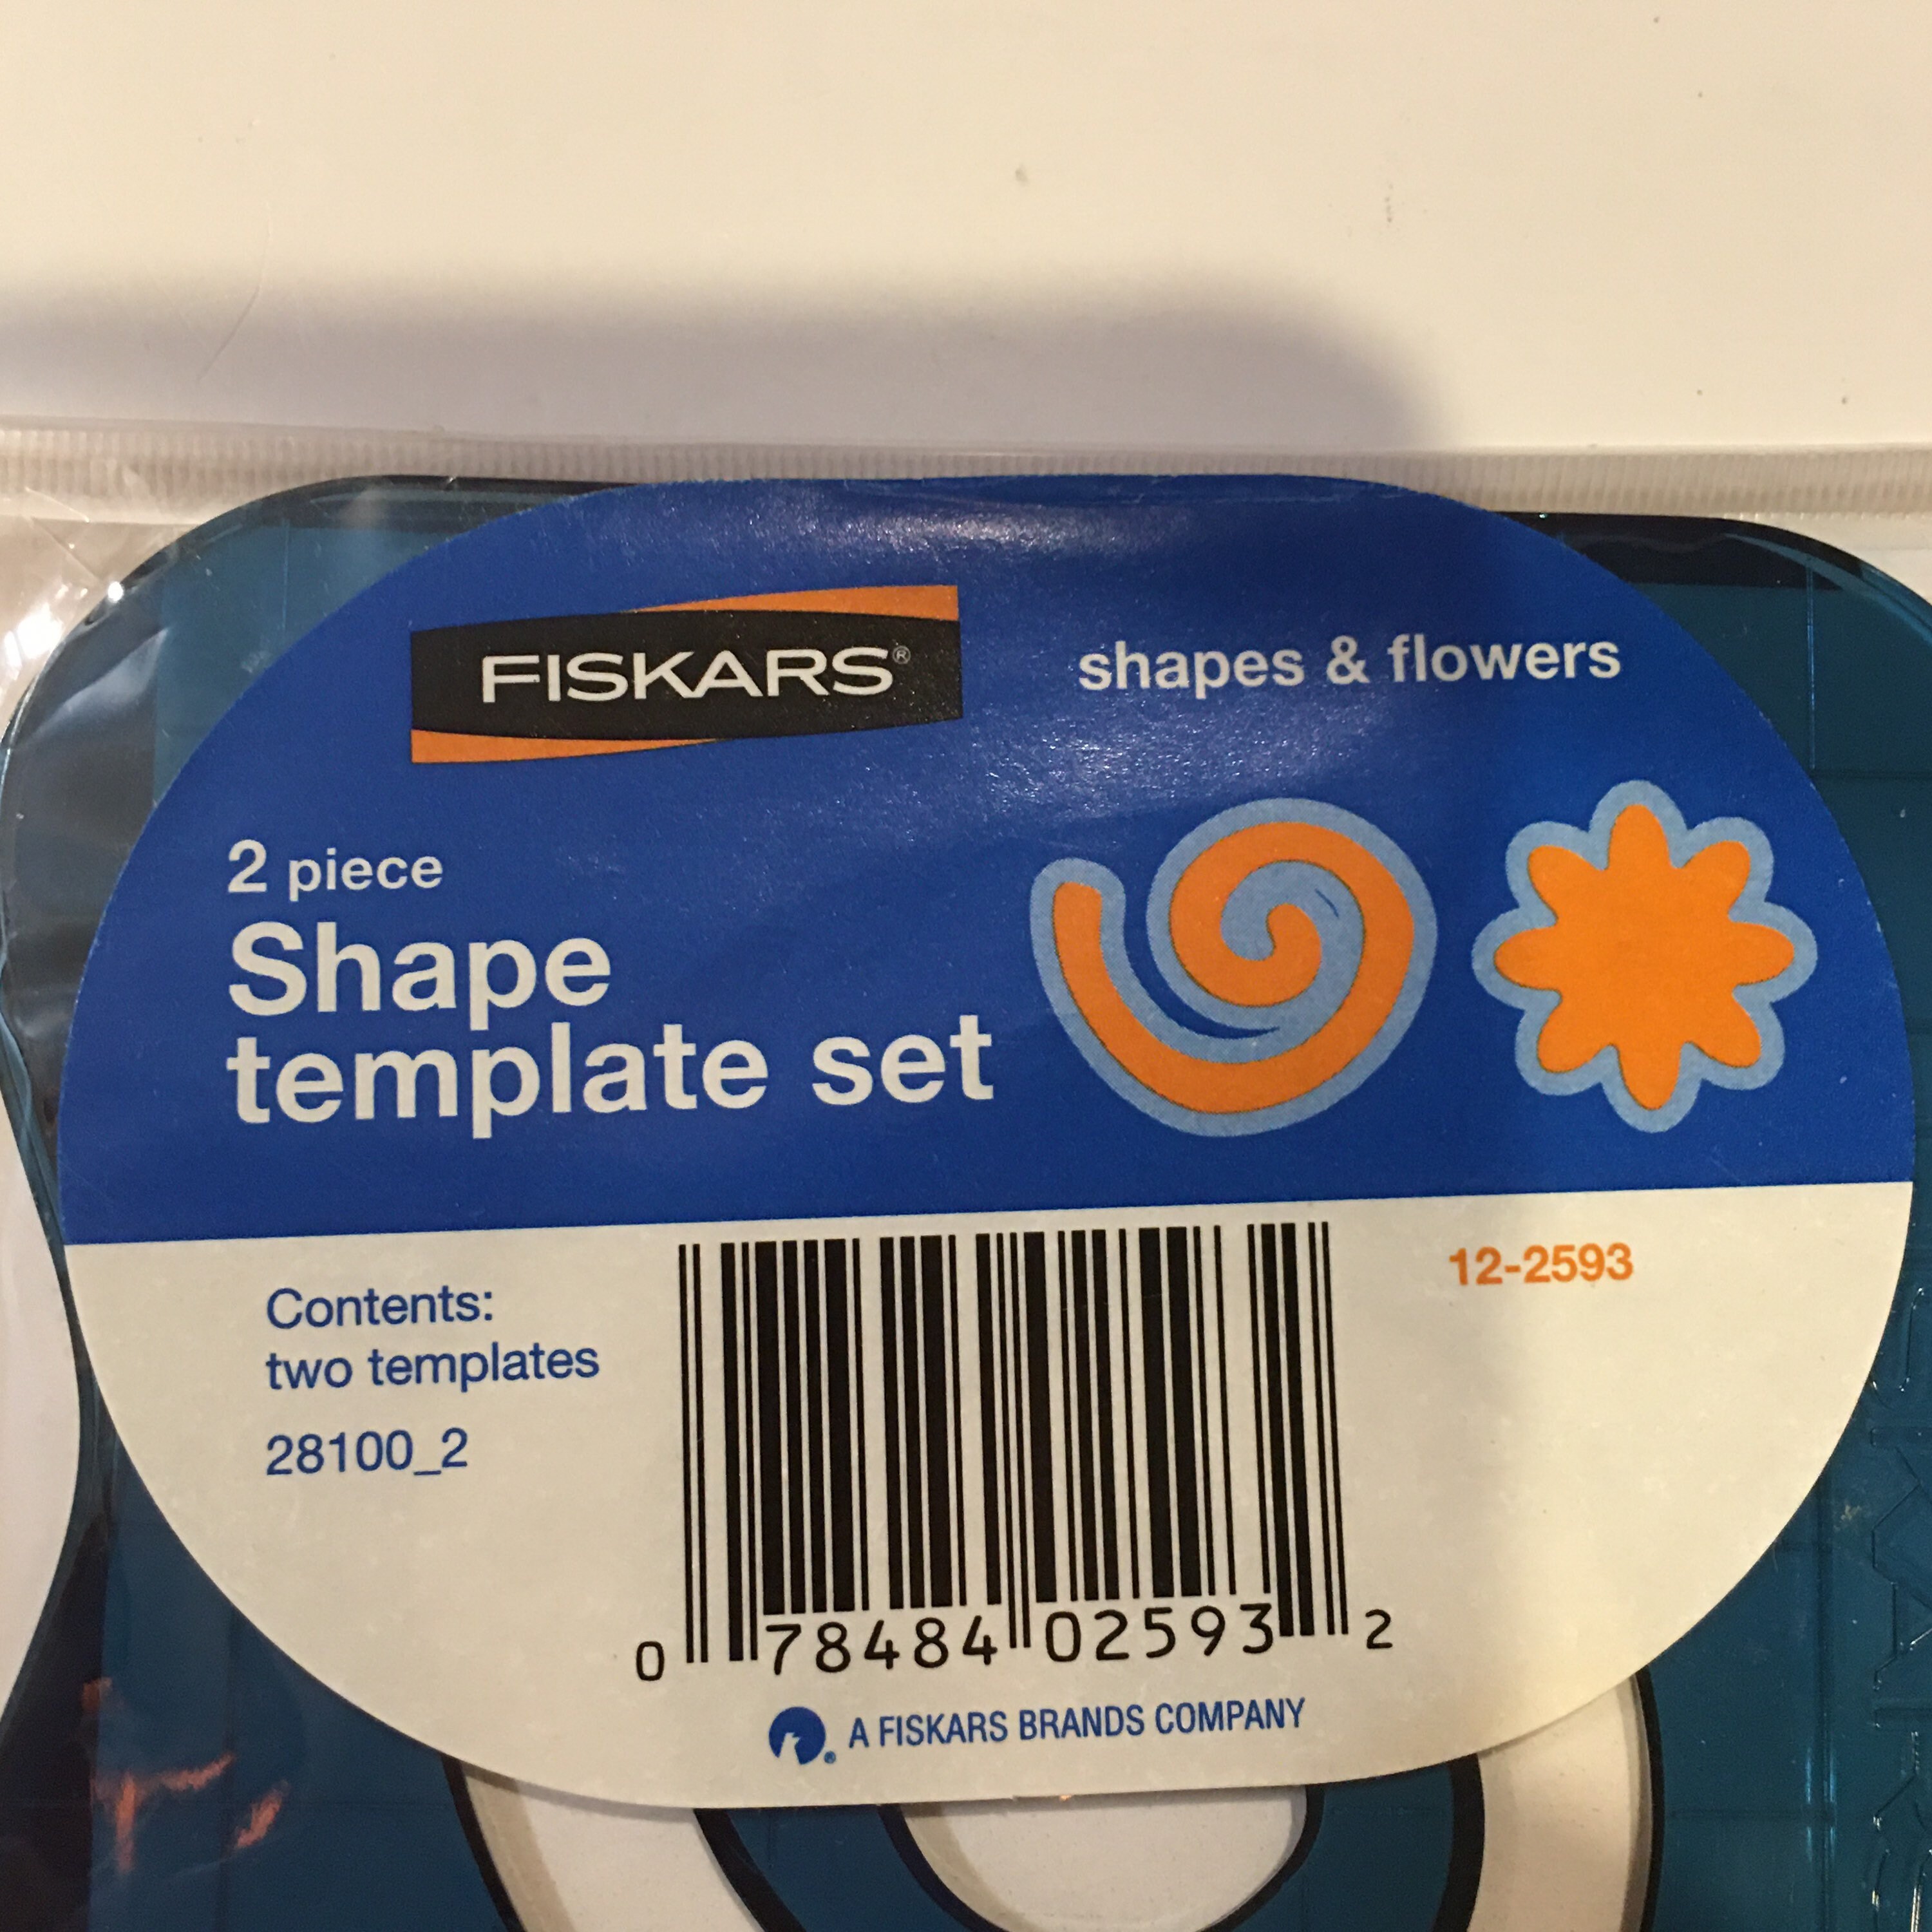 FISKARS®
shapes & flowers
2 piece
Shape
template set
12-2593
Contents:
two templates
28100_2
0 78484 02593 2
® A FISKARS BRANDS COMPANY